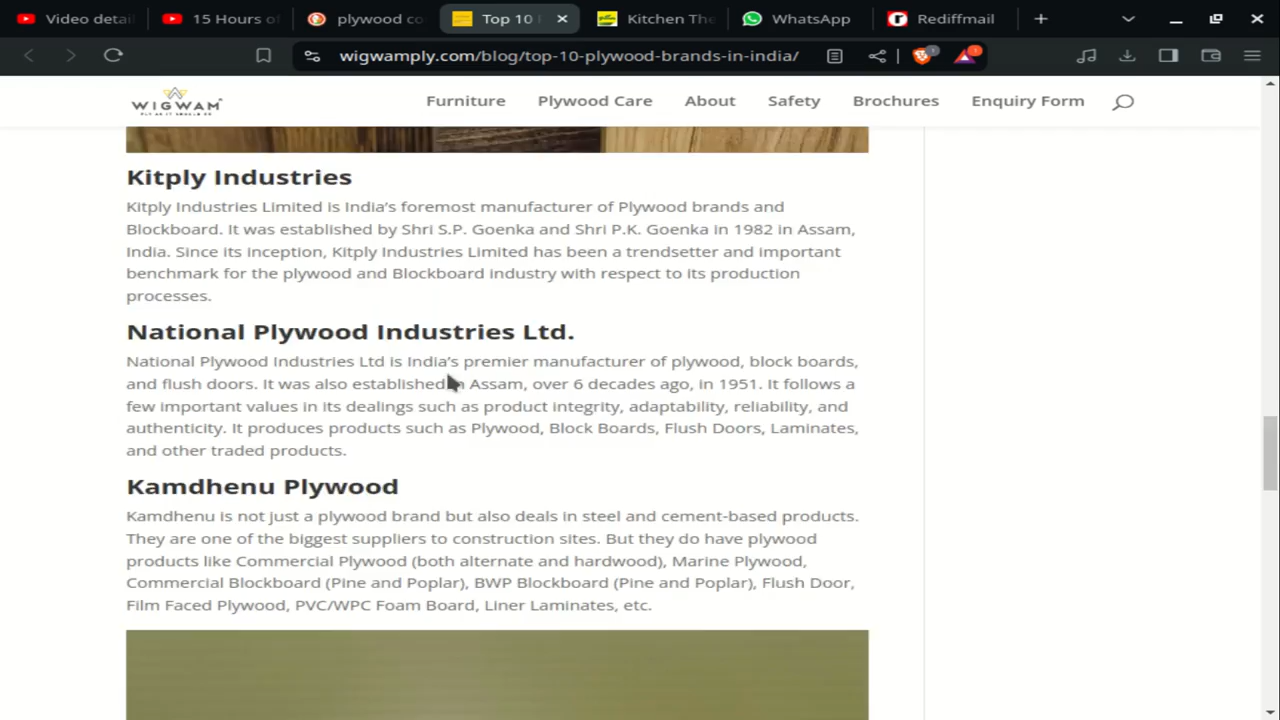 Video detai
15 Hours of
plywood co
Top 10
Kitchen The
WhatsApp
Rediffmail
wigwamply.com/blog/top-10-plywood-brands-in-india/
1
1
WIGWAM
Furniture
Plywood Care
About
Safety
Brochures
Enquiry Form
Kitply Industries
Kitply Industries Limited is India's foremost manufacturer of Plywood brands and
Blockboard. It was established by Shri S.P. Goenka and Shri P.K. Goenka in 1982 in Assam,
India. Since its inception, Kitply Industries Limited has been a trendsetter and important
benchmark for the plywood and Blockboard industry with respect to its production
processes.
National Plywood Industries Ltd.
National Plywood Industries Ltd is India's premier manufacturer of plywood, block boards,
and flush doors. It was also established in Assam, over 6 decades ago, in 1951. It follows a
few important values in its dealings such as product integrity, adaptability, reliability, and
authenticity. It produces products such as Plywood, Block Boards, Flush Doors, Laminates,
and other traded products.
Kamdhenu Plywood
Kamdhenu is not just a plywood brand but also deals in steel and cement-based products.
They are one of the biggest suppliers to construction sites. But they do have plywood
products like Commercial Plywood (both alternate and hardwood), Marine Plywood,
Commercial Blockboard (Pine and Poplar), BWP Blockboard (Pine and Poplar), Flush Door,
Film Faced Plywood, PVC/WPC Foam Board, Liner Laminates, etc.